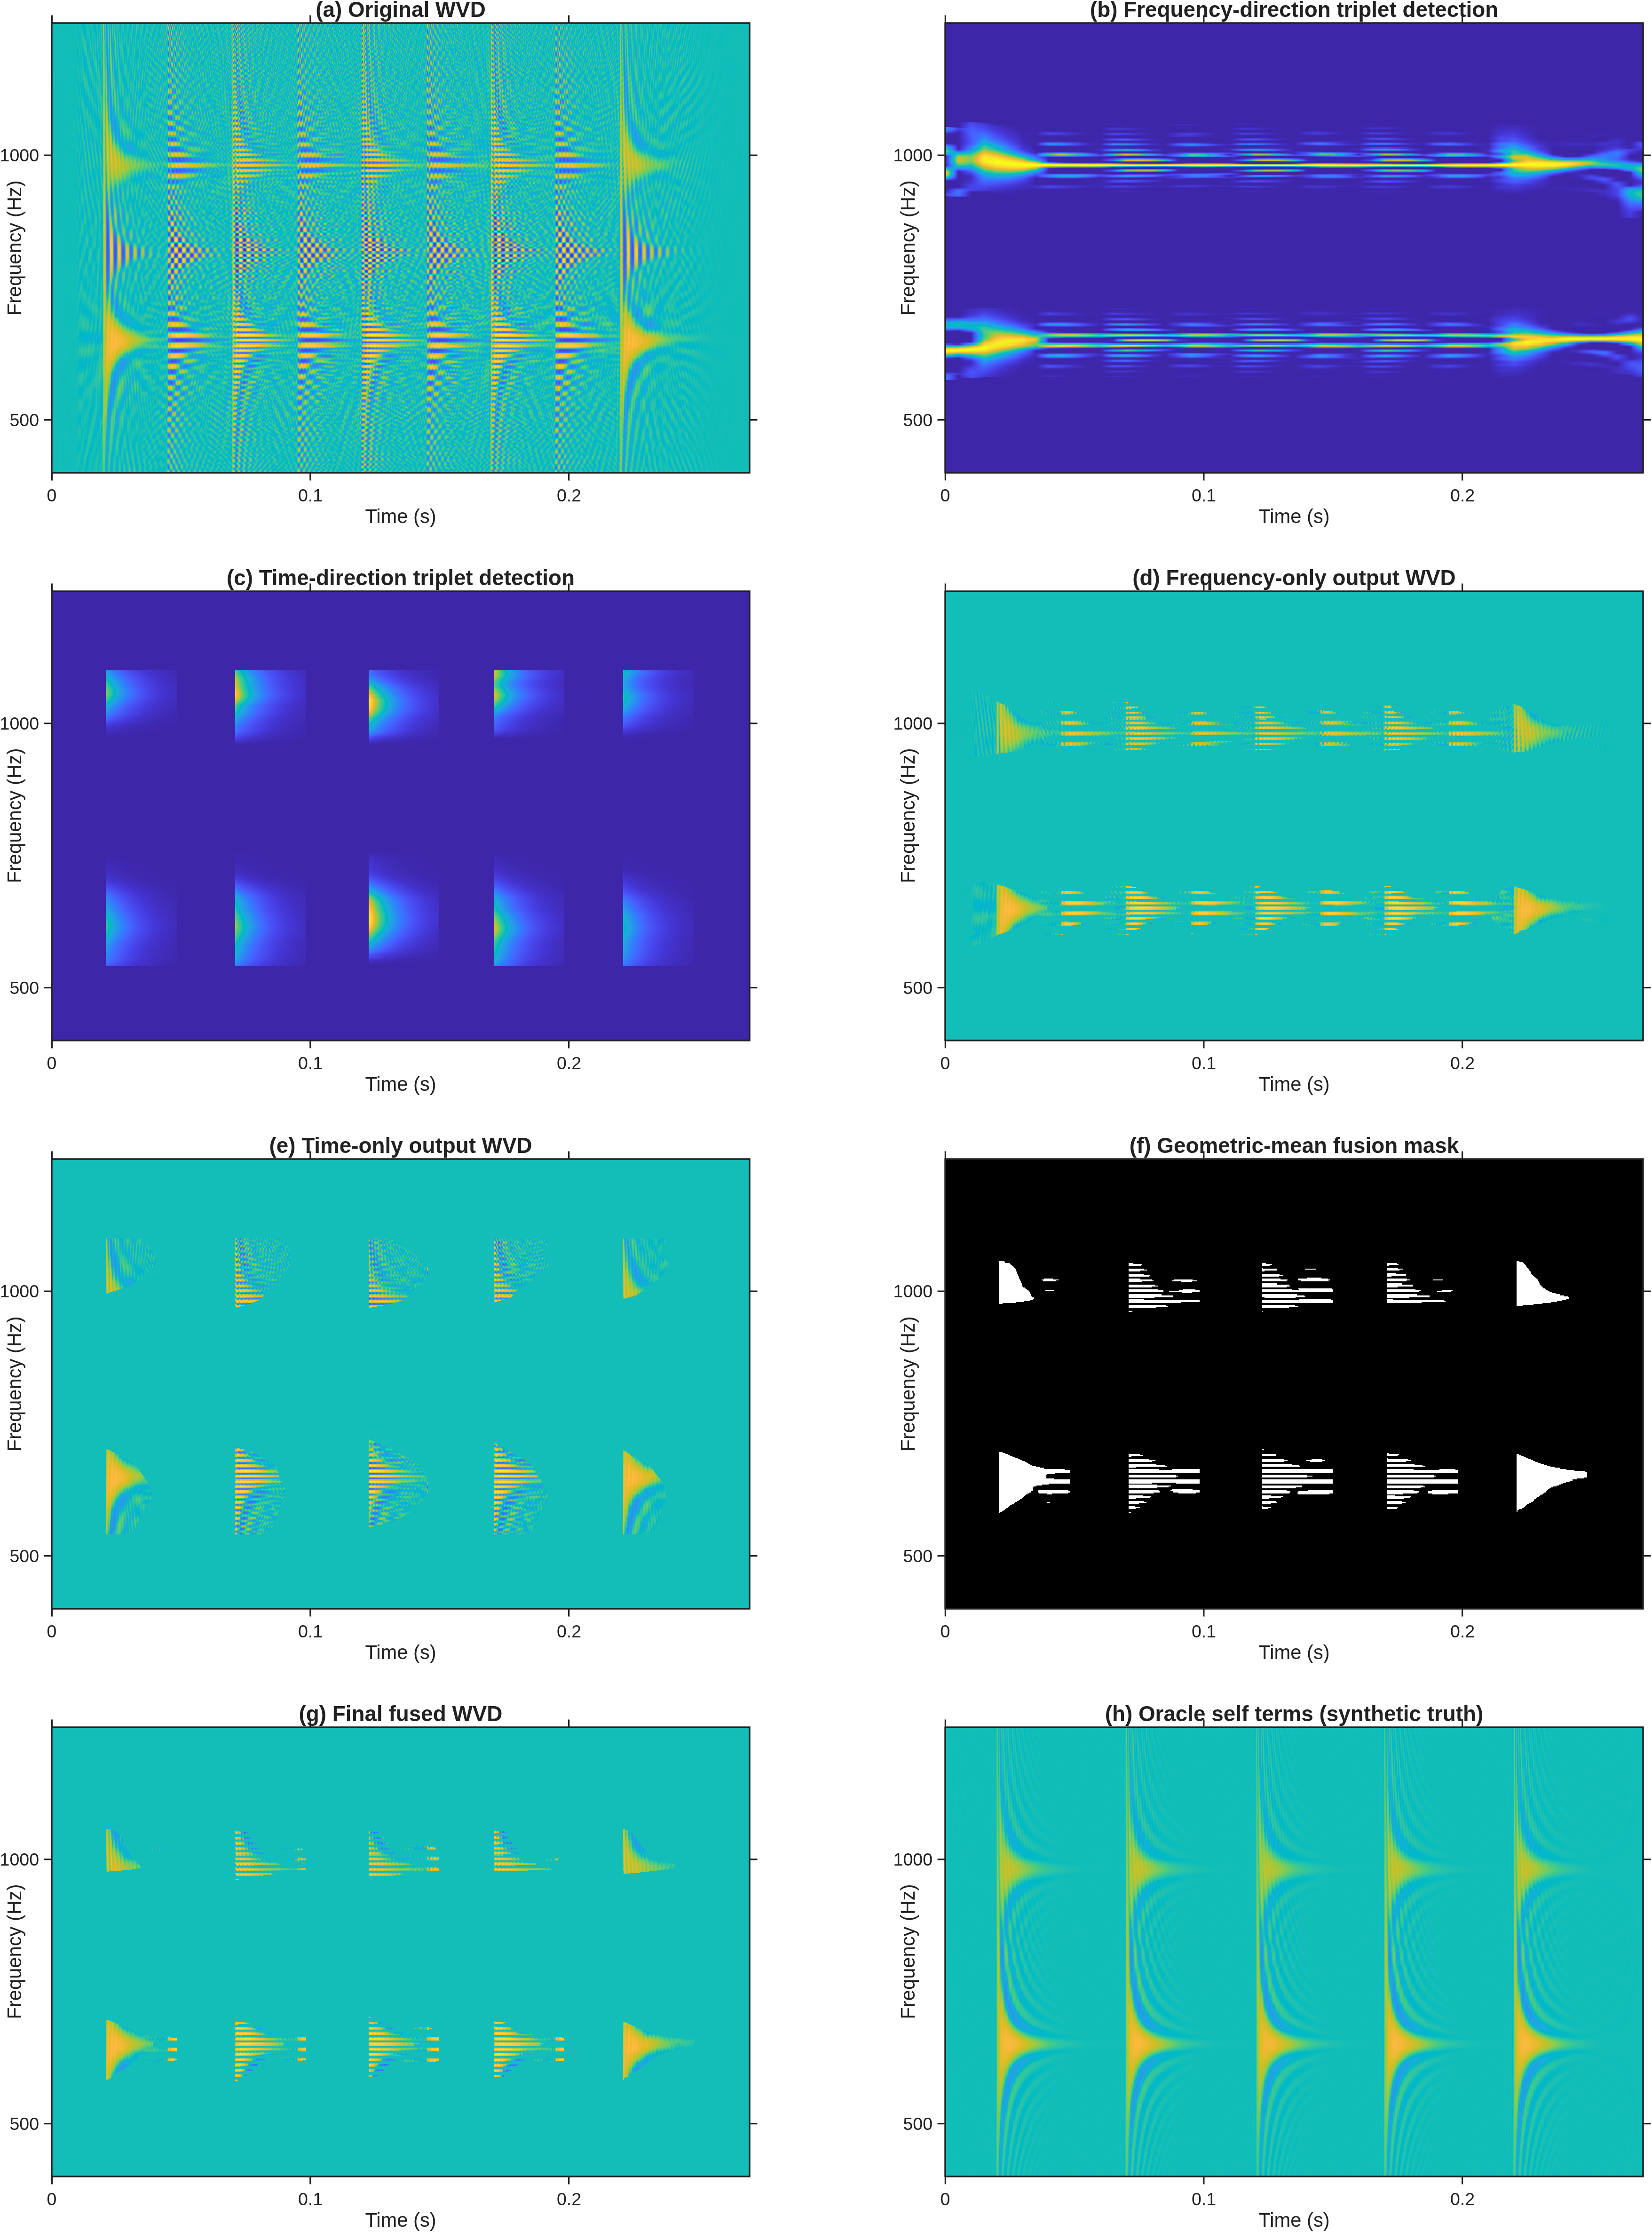 (a) Original WVD
1000
500
Frequency (Hz)
0 0.1 0.2
Time (s)
(b) Frequency-direction triplet detection
1000
500
Frequency (Hz)
0 0.1 0.2
Time (s)
(c) Time-direction triplet detection
1000
500
Frequency (Hz)
0 0.1 0.2
Time (s)
(d) Frequency-only output WVD
1000
500
Frequency (Hz)
0 0.1 0.2
Time (s)
(e) Time-only output WVD
1000
500
Frequency (Hz)
0 0.1 0.2
Time (s)
(f) Geometric-mean fusion mask
1000
500
Frequency (Hz)
0 0.1 0.2
Time (s)
(g) Final fused WVD
1000
500
Frequency (Hz)
0 0.1 0.2
Time (s)
(h) Oracle self terms (synthetic truth)
1000
500
Frequency (Hz)
0 0.1 0.2
Time (s)